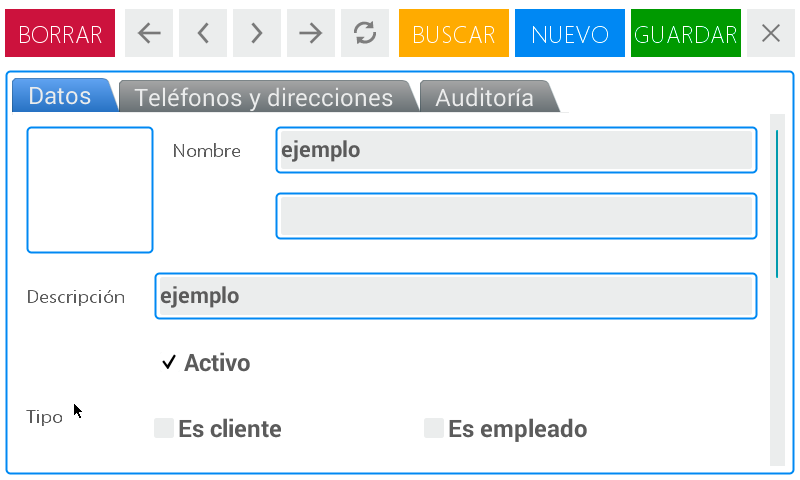 BORRAR BUSCAR NUEVO GUARDAR
Datos Teléfonos y direcciones Auditoría
Nombre ejemplo
Descripción ejemplo
Activo
Tipo
Es cliente Es empleado